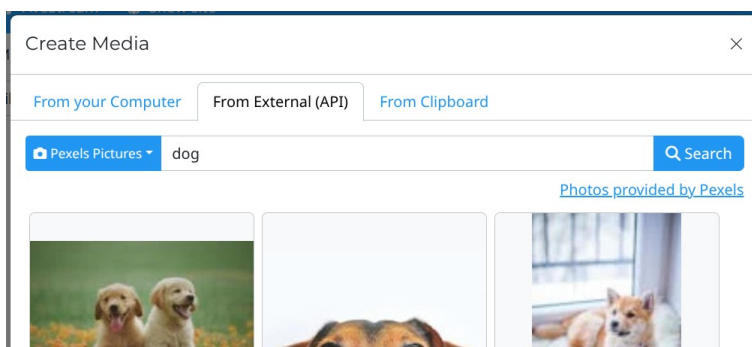 Create Media
From your Computer From External (API) From Clipboard
Pexels Pictures dog Search
Photos provided by Pexels